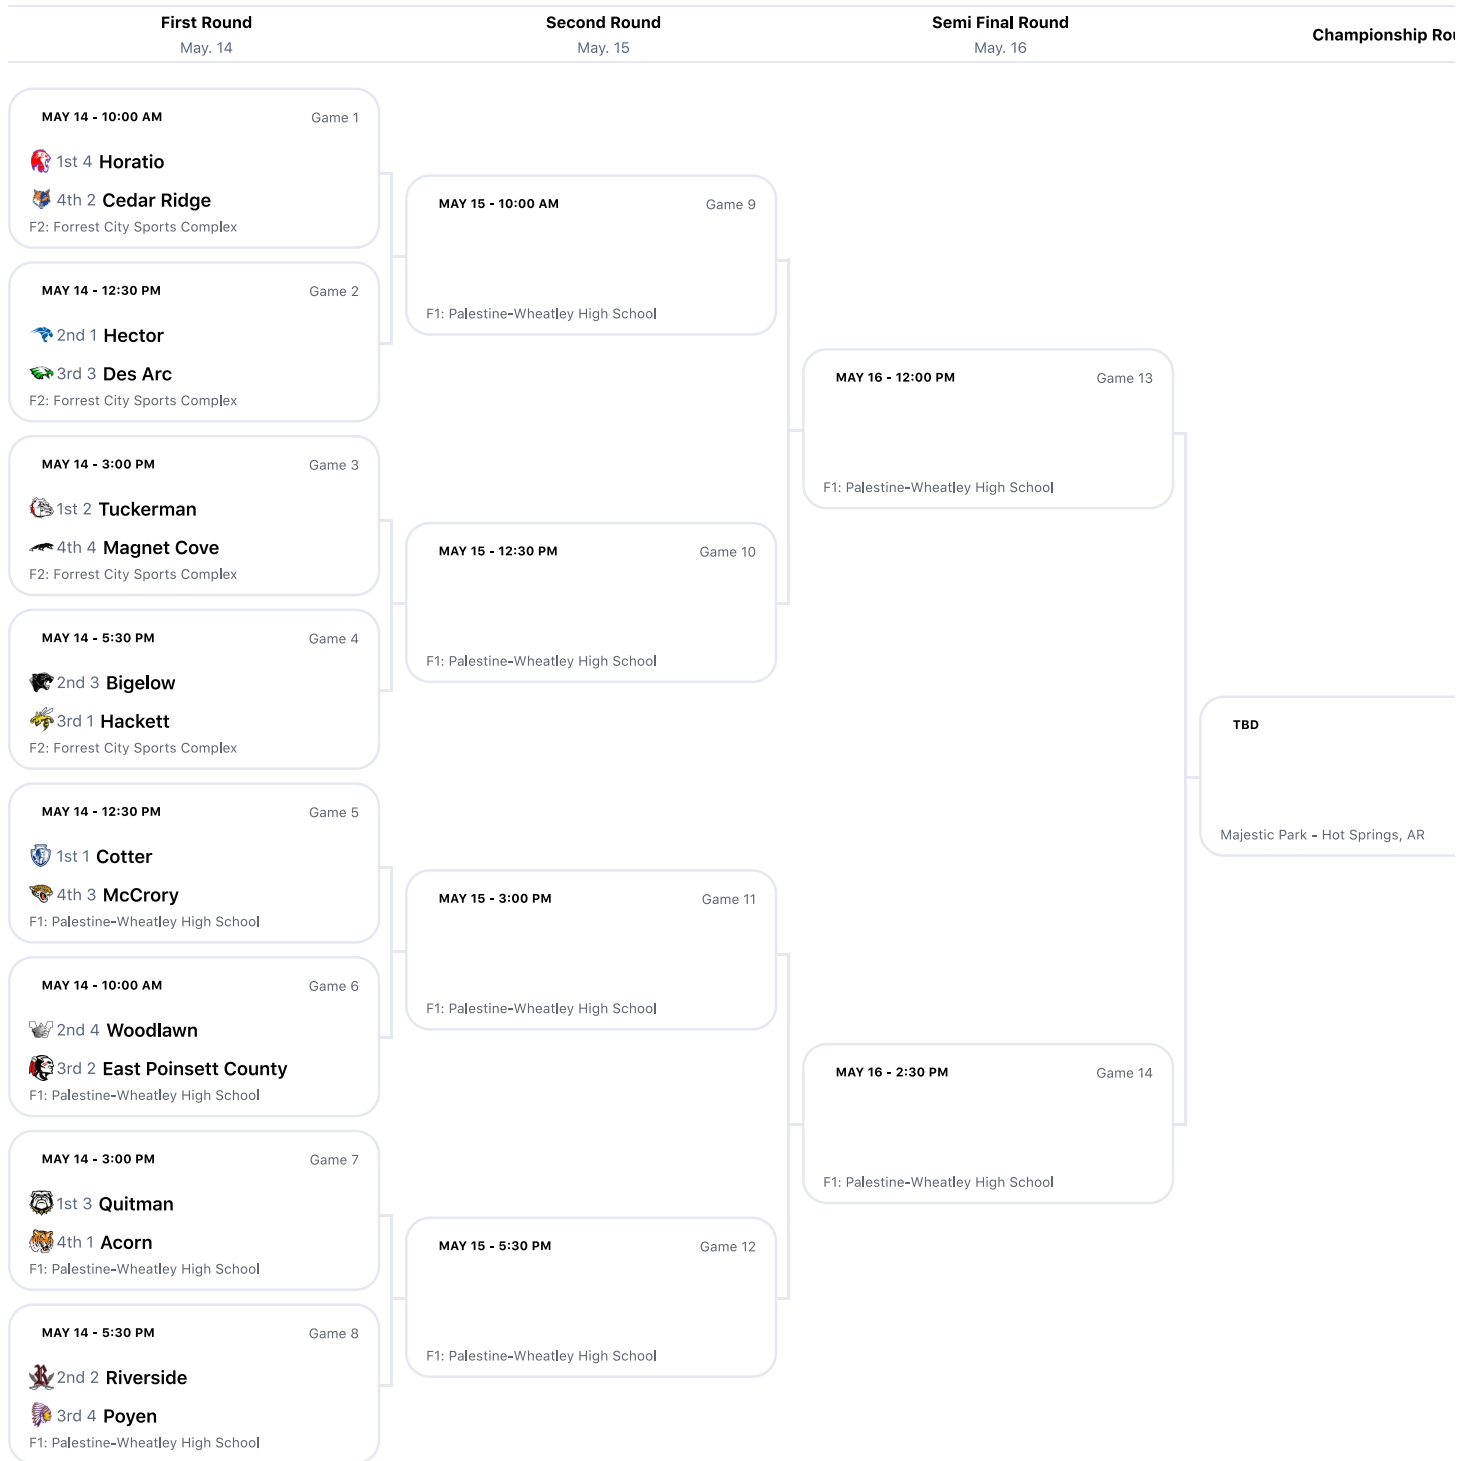 First Round
May. 14
Second Round
May. 15
Semi Final Round
May. 16
Championship
MAY 14 - 10:00 AM Game 1
1st 4 Horatio
4th 2 Cedar Ridge
F2: Forrest City Sports Complex
MAY 14 - 12:30 PM Game 2
2nd 1 Hector
3rd 3 Des Arc
F2: Forrest City Sports Complex
MAY 14 - 3:00 PM Game 3
1st 2 Tuckerman
4th 4 Magnet Cove
F2: Forrest City Sports Complex
MAY 14 - 5:30 PM Game 4
2nd 3 Bigelow
3rd 1 Hackett
F2: Forrest City Sports Complex
MAY 14 - 12:30 PM Game 5
1st 1 Cotter
4th 3 McCrory
F1: Palestine-Wheatley High School
MAY 14 - 10:00 AM Game 6
2nd 4 Woodlawn
3rd 2 East Poinsett County
F1: Palestine-Wheatley High School
MAY 14 - 3:00 PM Game 7
1st 3 Quitman
4th 1 Acorn
F1: Palestine-Wheatley High School
MAY 14 - 5:30 PM Game 8
2nd 2 Riverside
3rd 4 Poyen
F1: Palestine-Wheatley High School
MAY 15 - 10:00 AM Game 9
F1: Palestine-Wheatley High School
MAY 15 - 12:30 PM Game 10
F1: Palestine-Wheatley High School
MAY 15 - 3:00 PM Game 11
F1: Palestine-Wheatley High School
MAY 15 - 5:30 PM Game 12
F1: Palestine-Wheatley High School
MAY 16 - 12:00 PM Game 13
F1: Palestine-Wheatley High School
MAY 16 - 2:30 PM Game 14
F1: Palestine-Wheatley High School
TBD
Majestic Park - Hot Springs, AR